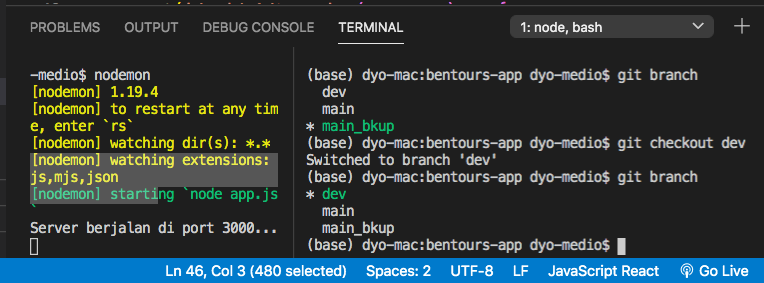 PROBLEMS OUTPUT DEBUG CONSOLE TERMINAL 1: node, bash
-medio$ nodemon
[nodemon] 1.19.4
[nodemon] to restart at any tim
e, enter `rs`
[nodemon] watching dir(s): *.*
[nodemon] watching extensions:
js,mjs,json
[nodemon] starting `node app.js
`
Server berjalan di port 3000...
(base) dyo-mac:bentours-app dyo-medio$ git branch
  dev
  main
* main_bkup
(base) dyo-mac:bentours-app dyo-medio$ git checkout dev
Switched to branch 'dev'
(base) dyo-mac:bentours-app dyo-medio$ git branch
* dev
  main
  main_bkup
(base) dyo-mac:bentours-app dyo-medio$
Ln 46, Col 3 (480 selected) Spaces: 2 UTF-8 LF JavaScript React Go Live